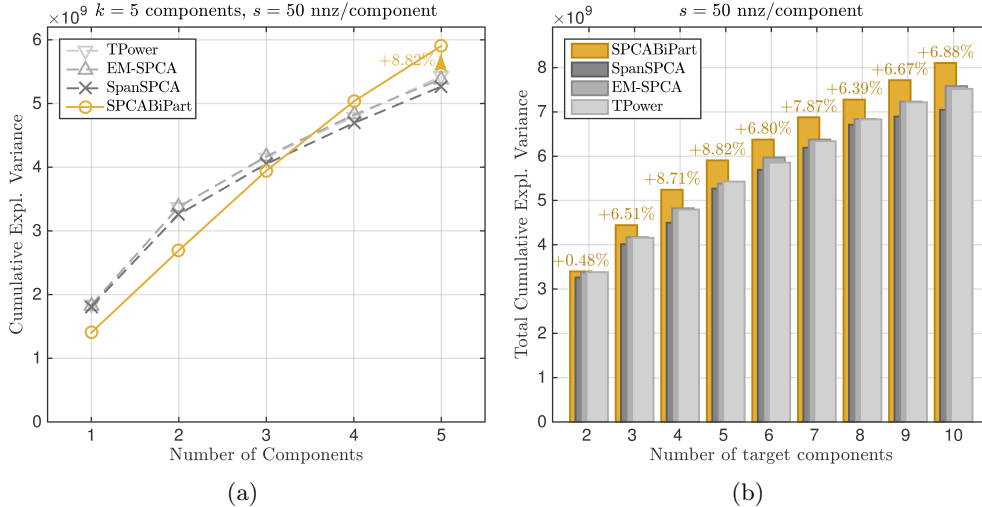 ×10⁹ k = 5 components, s = 50 nnz/component
6
5
4
3
2
1
0
Cumulative Expl. Variance
TPower
EM-SPCA
SpanSPCA
SPCABiPart
+8.82%
1 2 3 4 5
Number of Components
(a)
×10⁹ s = 50 nnz/component
8
7
6
5
4
3
2
1
0
Total Cumulative Expl. Variance
SPCABiPart
SpanSPCA
EM-SPCA
TPower
+0.48%
+6.51%
+8.71%
+8.82%
+6.80%
+7.87%
+6.39%
+6.67%
+6.88%
2 3 4 5 6 7 8 9 10
Number of target components
(b)